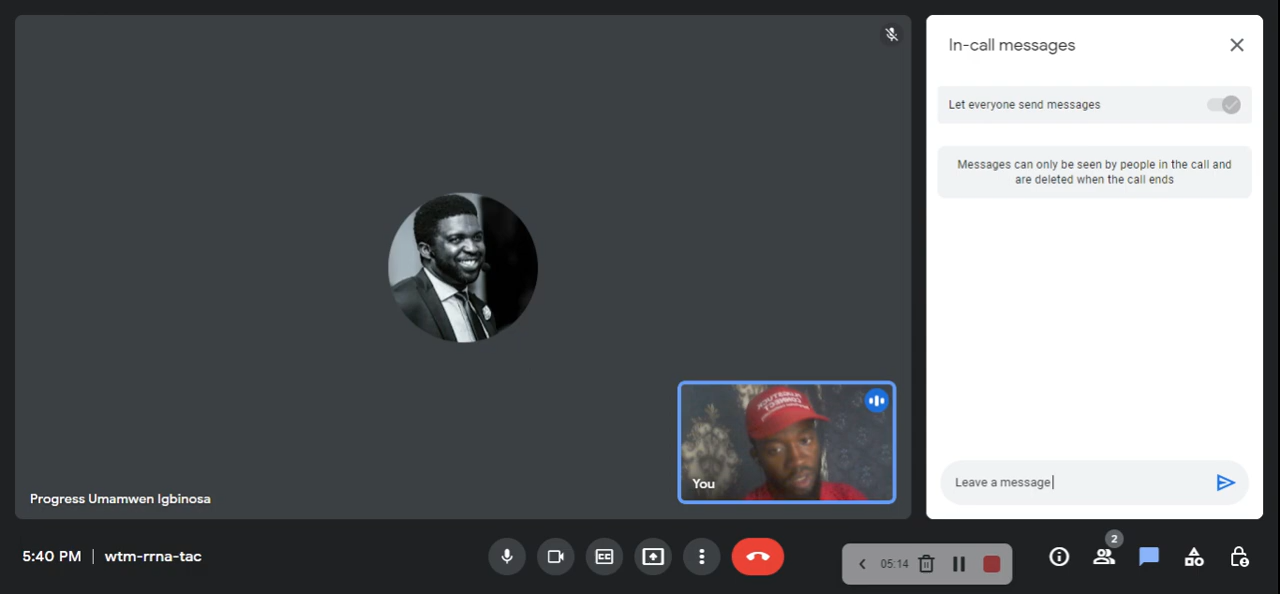 In-call messages
Let everyone send messages
Messages can only be seen by people in the call and
are deleted when the call ends
You
Progress Umamwen Igbinosa
Leave a message
5:40 PM | wtm-rrna-tac
CC
05:14
2